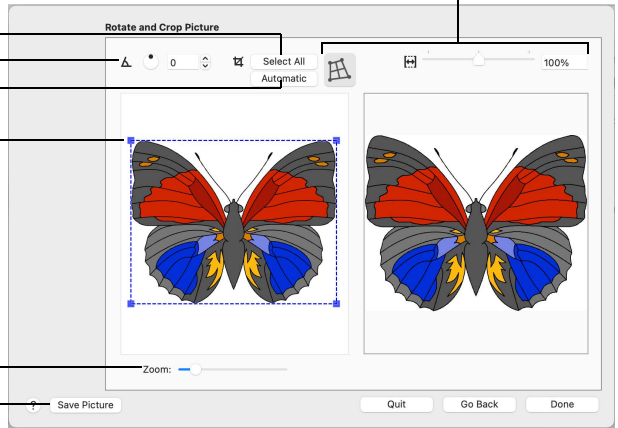 Rotate and Crop Picture
0
Select All
100%
Automatic
Zoom:
? Save Picture
Quit
Go Back
Done